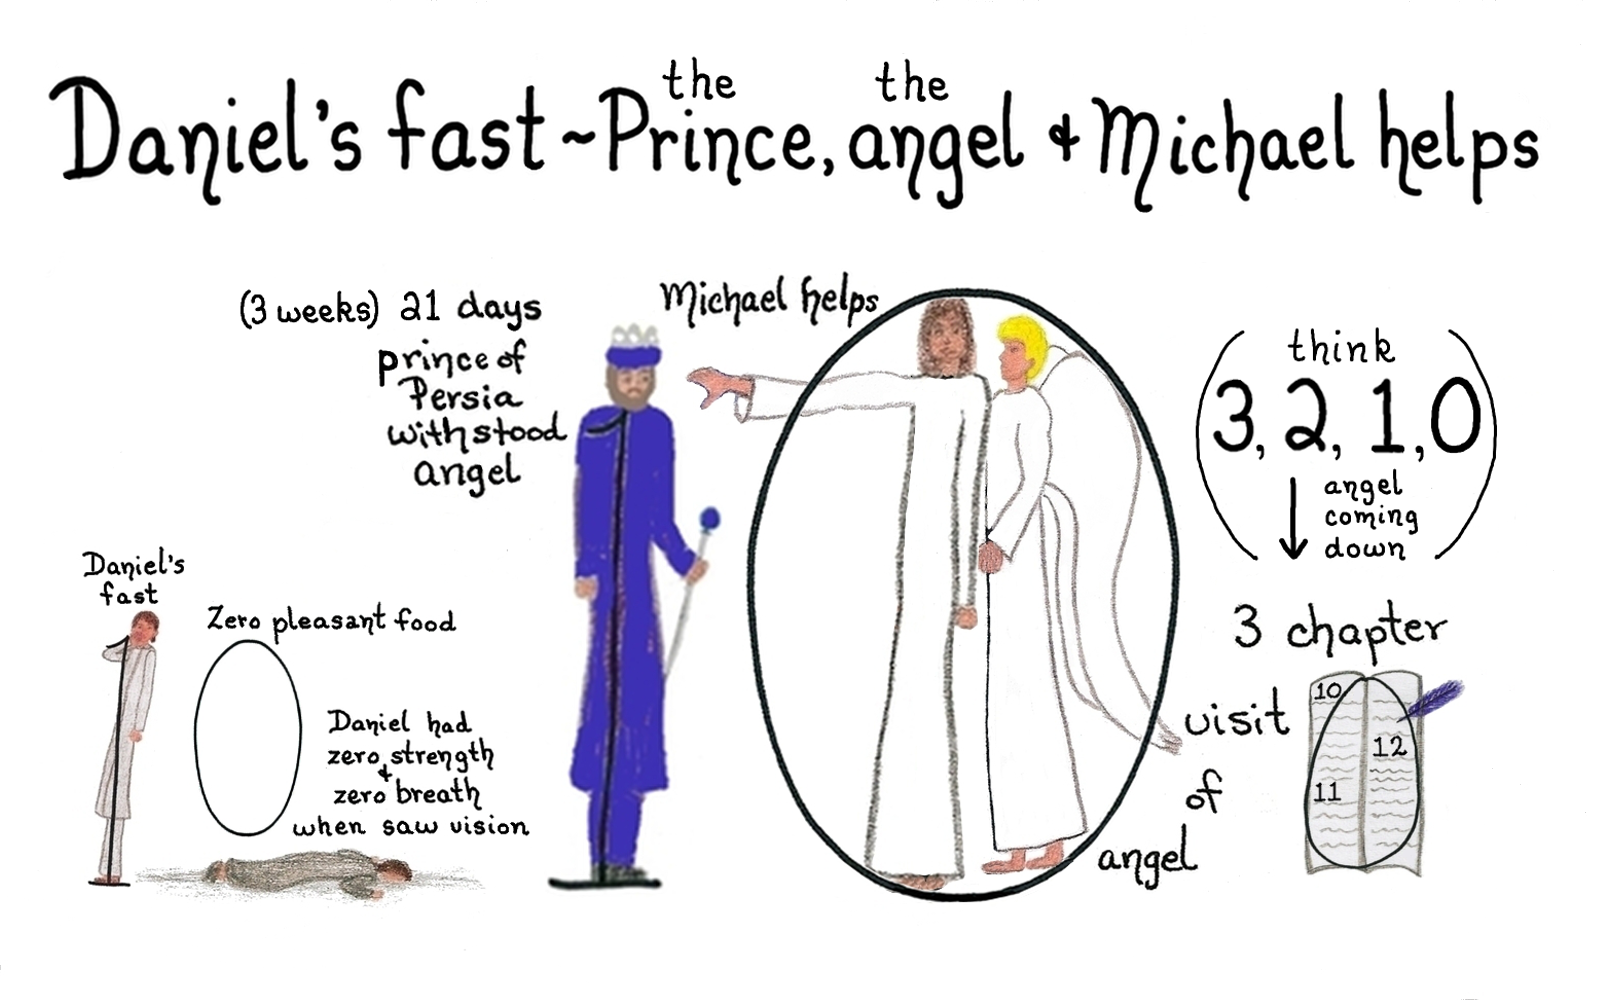 Daniel's fast ~ the Prince, the angel & Michael helps
(3 weeks) 21 days
prince of
Persia
withstood
angel
Michael helps
think
3, 2, 1, 0
angel
coming
down
Daniel's
fast
Zero pleasant food
Daniel had
zero strength
&
zero breath
when saw vision
3 chapter
visit
of
angel
10
12
11